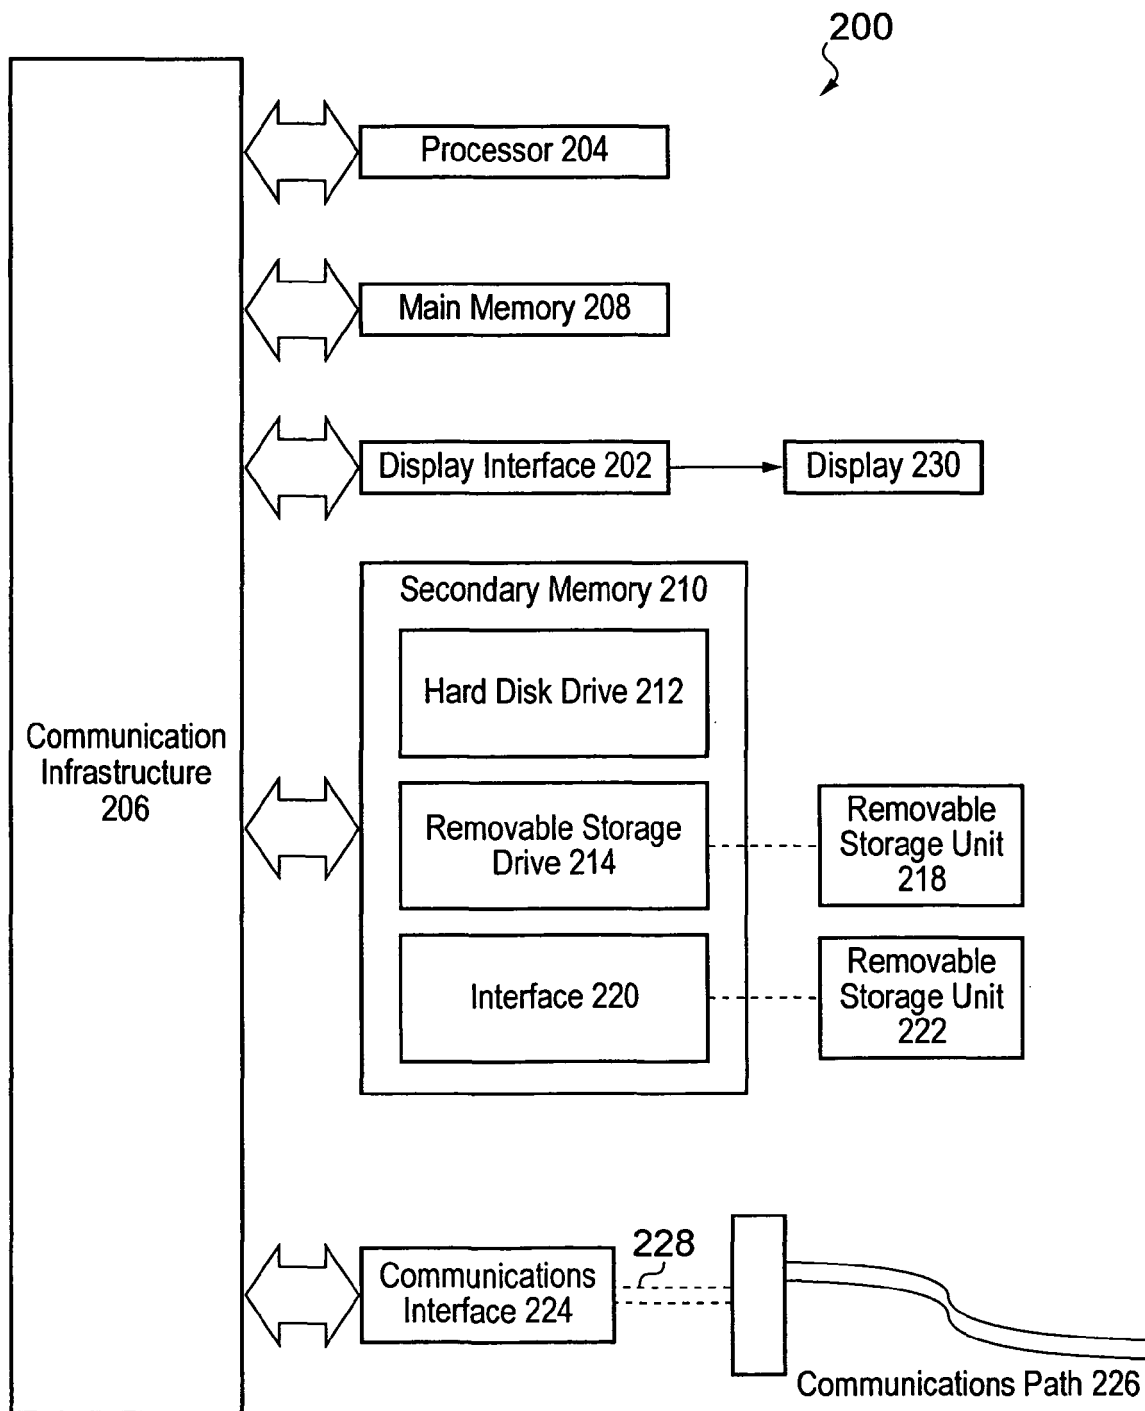 200
Processor 204
Main Memory 208
Display Interface 202
Display 230
Secondary Memory 210
Hard Disk Drive 212
Communication
Infrastructure
206
Removable Storage
Drive 214
Removable
Storage Unit
218
Interface 220
Removable
Storage Unit
222
228
Communications
Interface 224
Communications Path 226